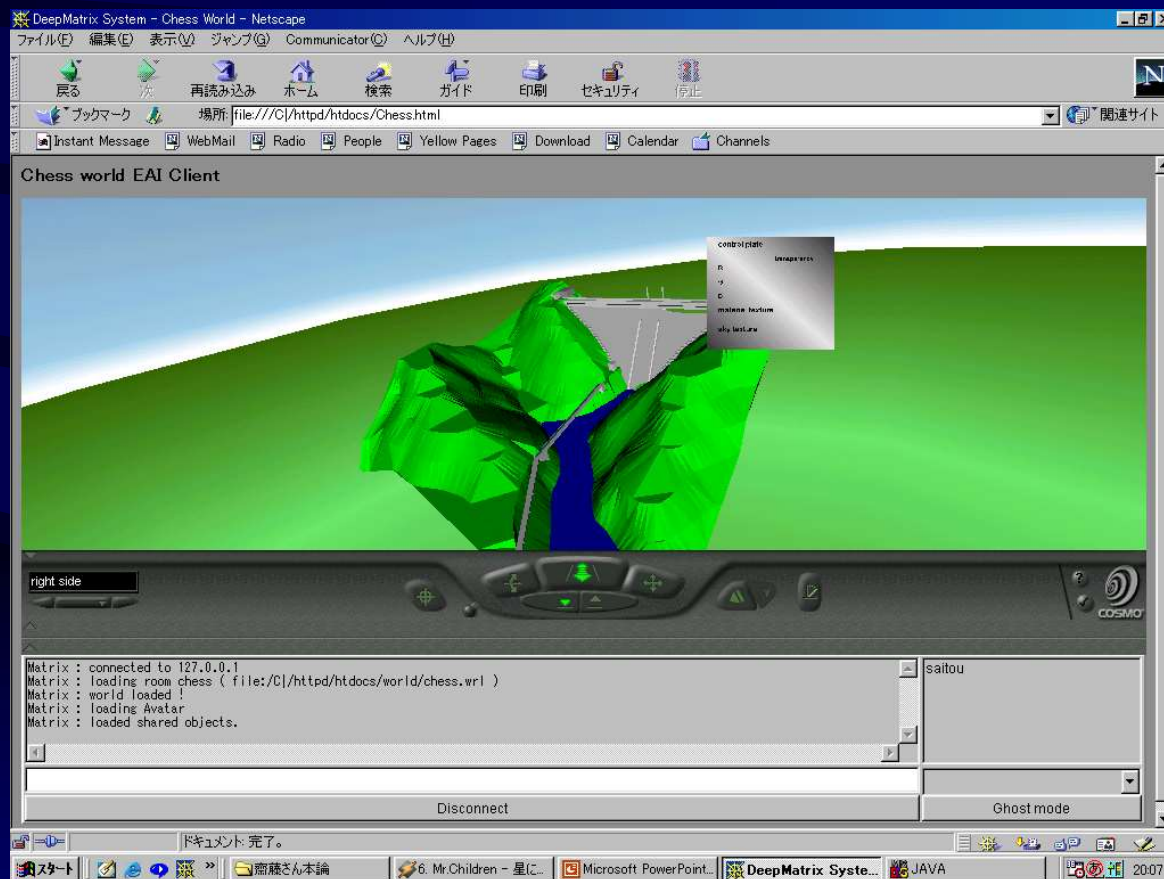 DeepMatrix System - Chess World - Netscape
ファイル(F) 編集(E) 表示(V) ジャンプ(G) Communicator(C) ヘルプ(H)
戻る 次 再読み込み ホーム 検索 ガイド 印刷 セキュリティ 停止
N
ブックマーク 場所: file:///C|/httpd/htdocs/Chess.html 関連サイト
Instant Message WebMail Radio People Yellow Pages Download Calendar Channels
Chess world EAI Client
control plate
transparency
sky texture
right side
?
COSMO
Matrix : connected to 127.0.0.1
Matrix : loading room chess ( file:/C|/httpd/htdocs/world/chess.wrl )
Matrix : world loaded !
Matrix : loading Avatar
Matrix : loaded shared objects.
saitou
Disconnect Ghost mode
ドキュメント: 完了。
スタート » 齋藤さん本論 6. Mr.Children - 星に... Microsoft PowerPoint... DeepMatrix Syste... JAVA あ 20:07